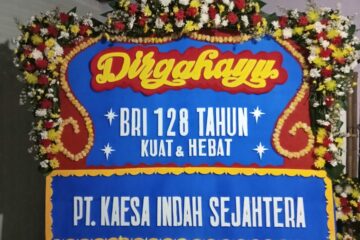 Dirgahayu
BRI 128 TAHUN
KUAT & HEBAT
PT. KAESA INDAH SEJAHTERA